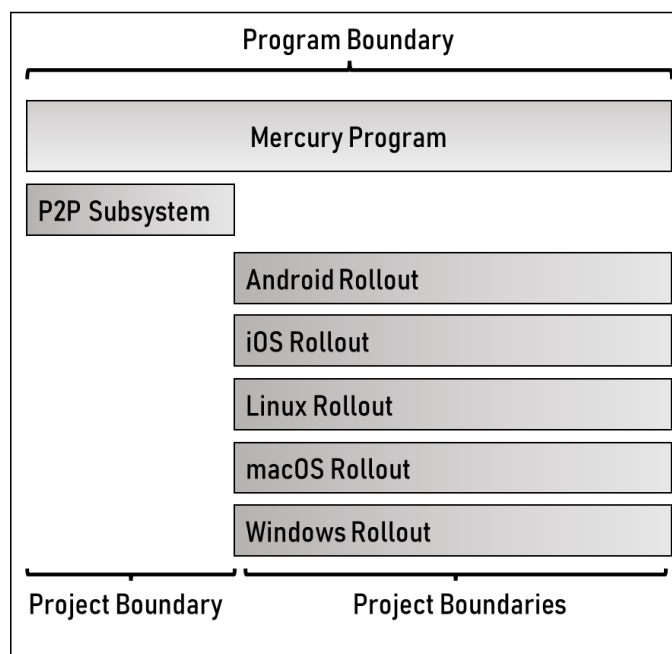 Program Boundary
Mercury Program
P2P Subsystem
Android Rollout
iOS Rollout
Linux Rollout
macOS Rollout
Windows Rollout
Project Boundary
Project Boundaries